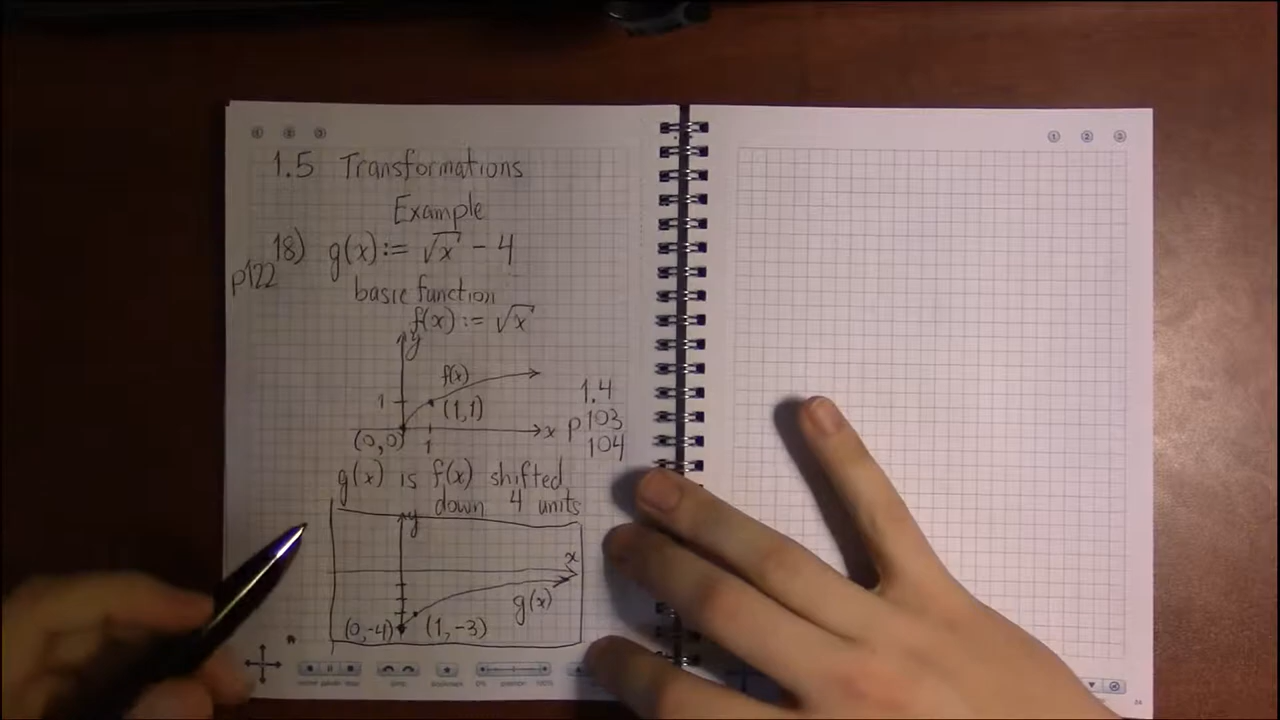 1.5 Transformations
Example
p122 18) g(x):= √x - 4
basic function
f(x) := √x
y
f(x)
1 (1,1)
(0,0) 1 x
1.4
p103
104
g(x) is f(x) shifted
down 4 units
y
x
g(x)
(0,-4) (1,-3)